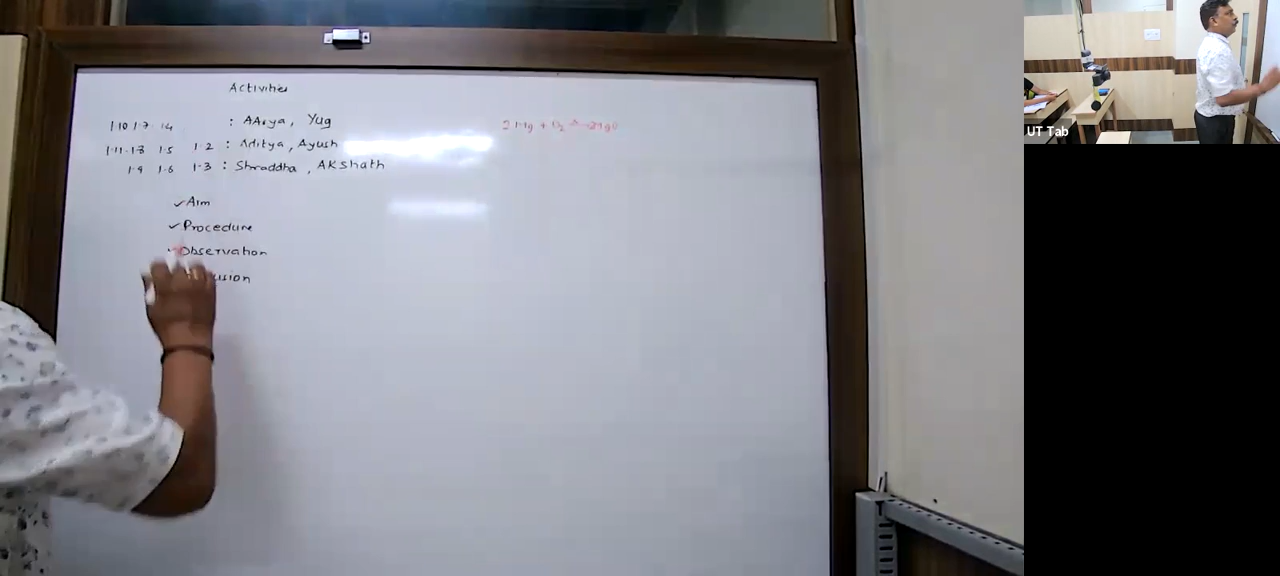 Activities
1.10 1.7 1.4 : AArya, Yug
1.11 1.8 1.5 1.2 : Aditya, Ayush
1.9 1.6 1.3 : Shraddha, AKshath
2Mg + O₂ Δ→ 2MgO
✓Aim
✓Procedure
✓Observation
UT Tab